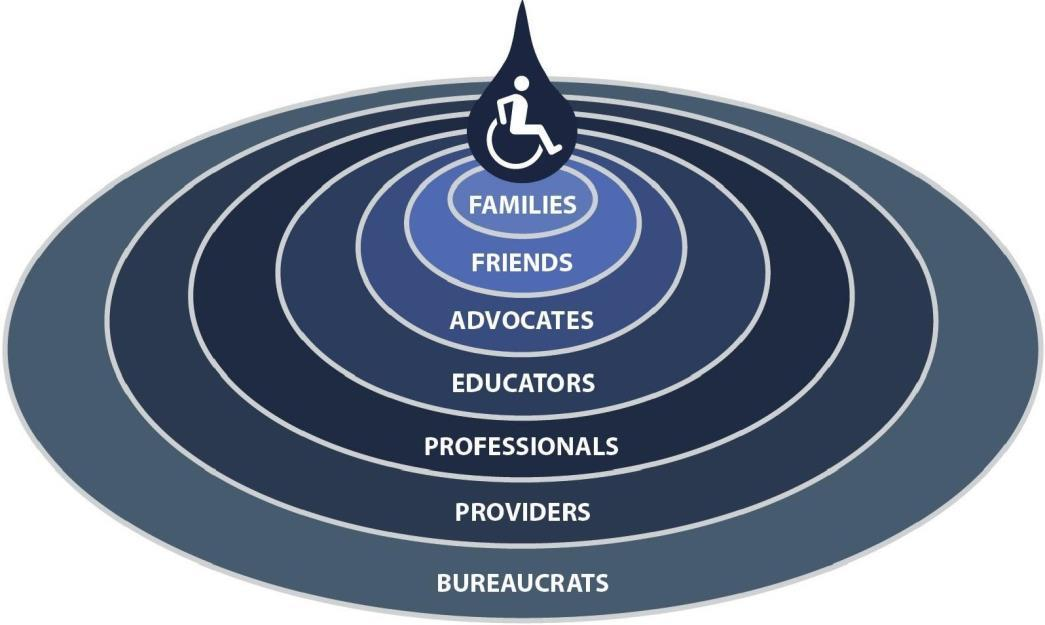 FAMILIES
FRIENDS
ADVOCATES
EDUCATORS
PROFESSIONALS
PROVIDERS
BUREAUCRATS